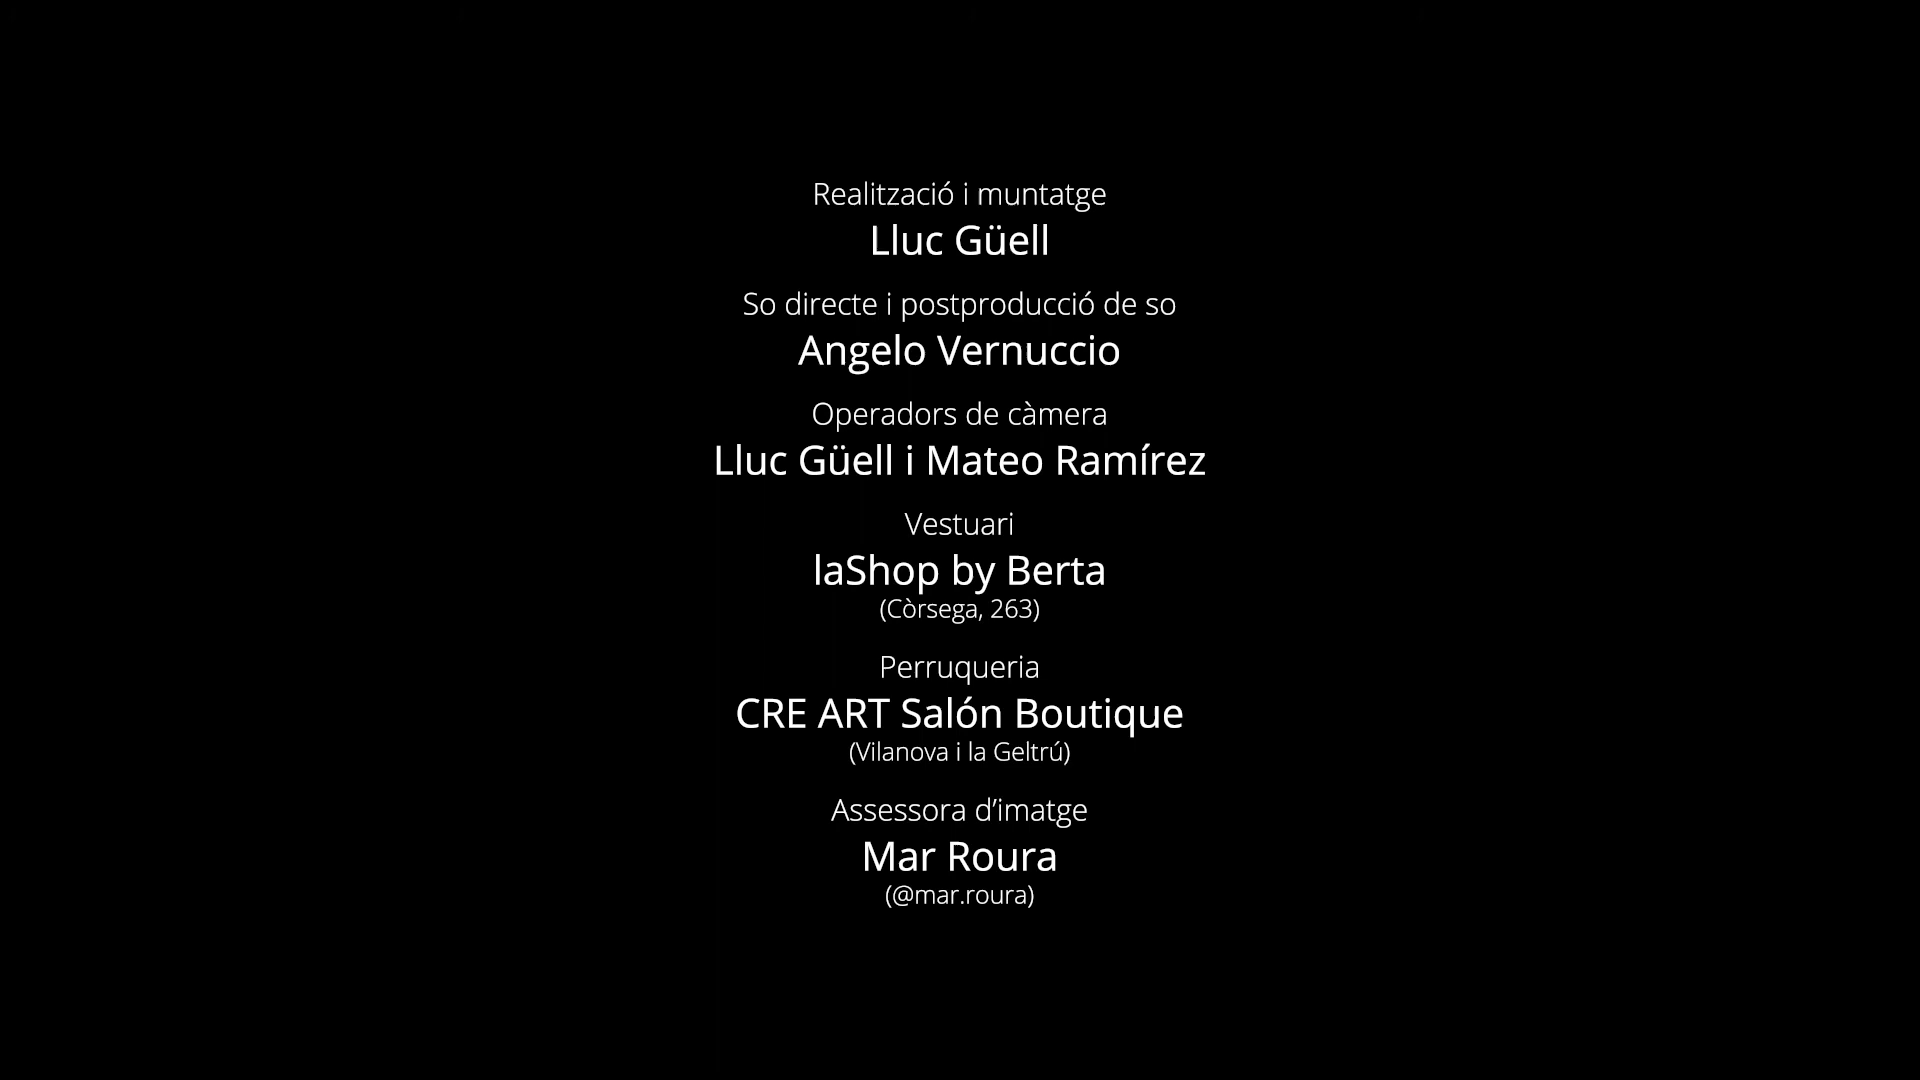 Realització i muntatge
Lluc Güell
So directe i postproducció de so
Angelo Vernuccio
Operadors de càmera
Lluc Güell i Mateo Ramírez
Vestuari
laShop by Berta
(Còrsega, 263)
Perruqueria
CRE ART Salón Boutique
(Vilanova i la Geltrú)
Assessora d’imatge
Mar Roura
(@mar.roura)